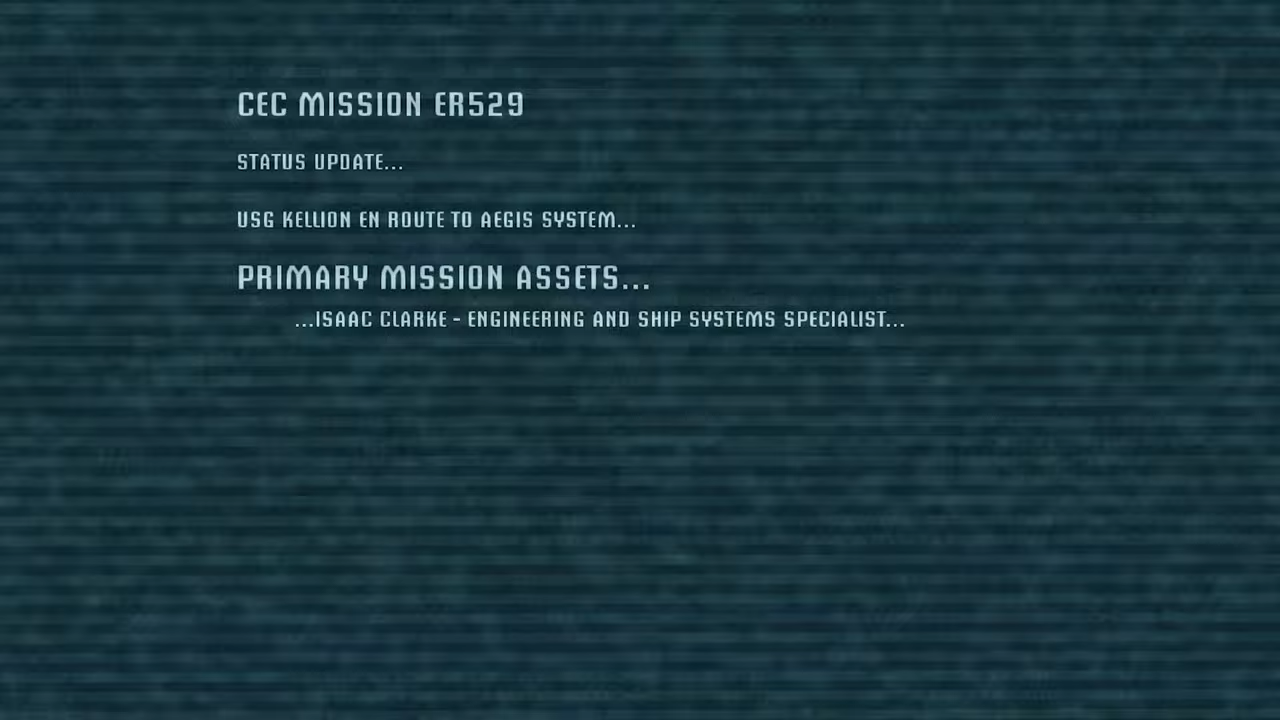 CEC MISSION ER529
STATUS UPDATE...
USG KELLION EN ROUTE TO AEGIS SYSTEM...
PRIMARY MISSION ASSETS...
...ISAAC CLARKE - ENGINEERING AND SHIP SYSTEMS SPECIALIST...